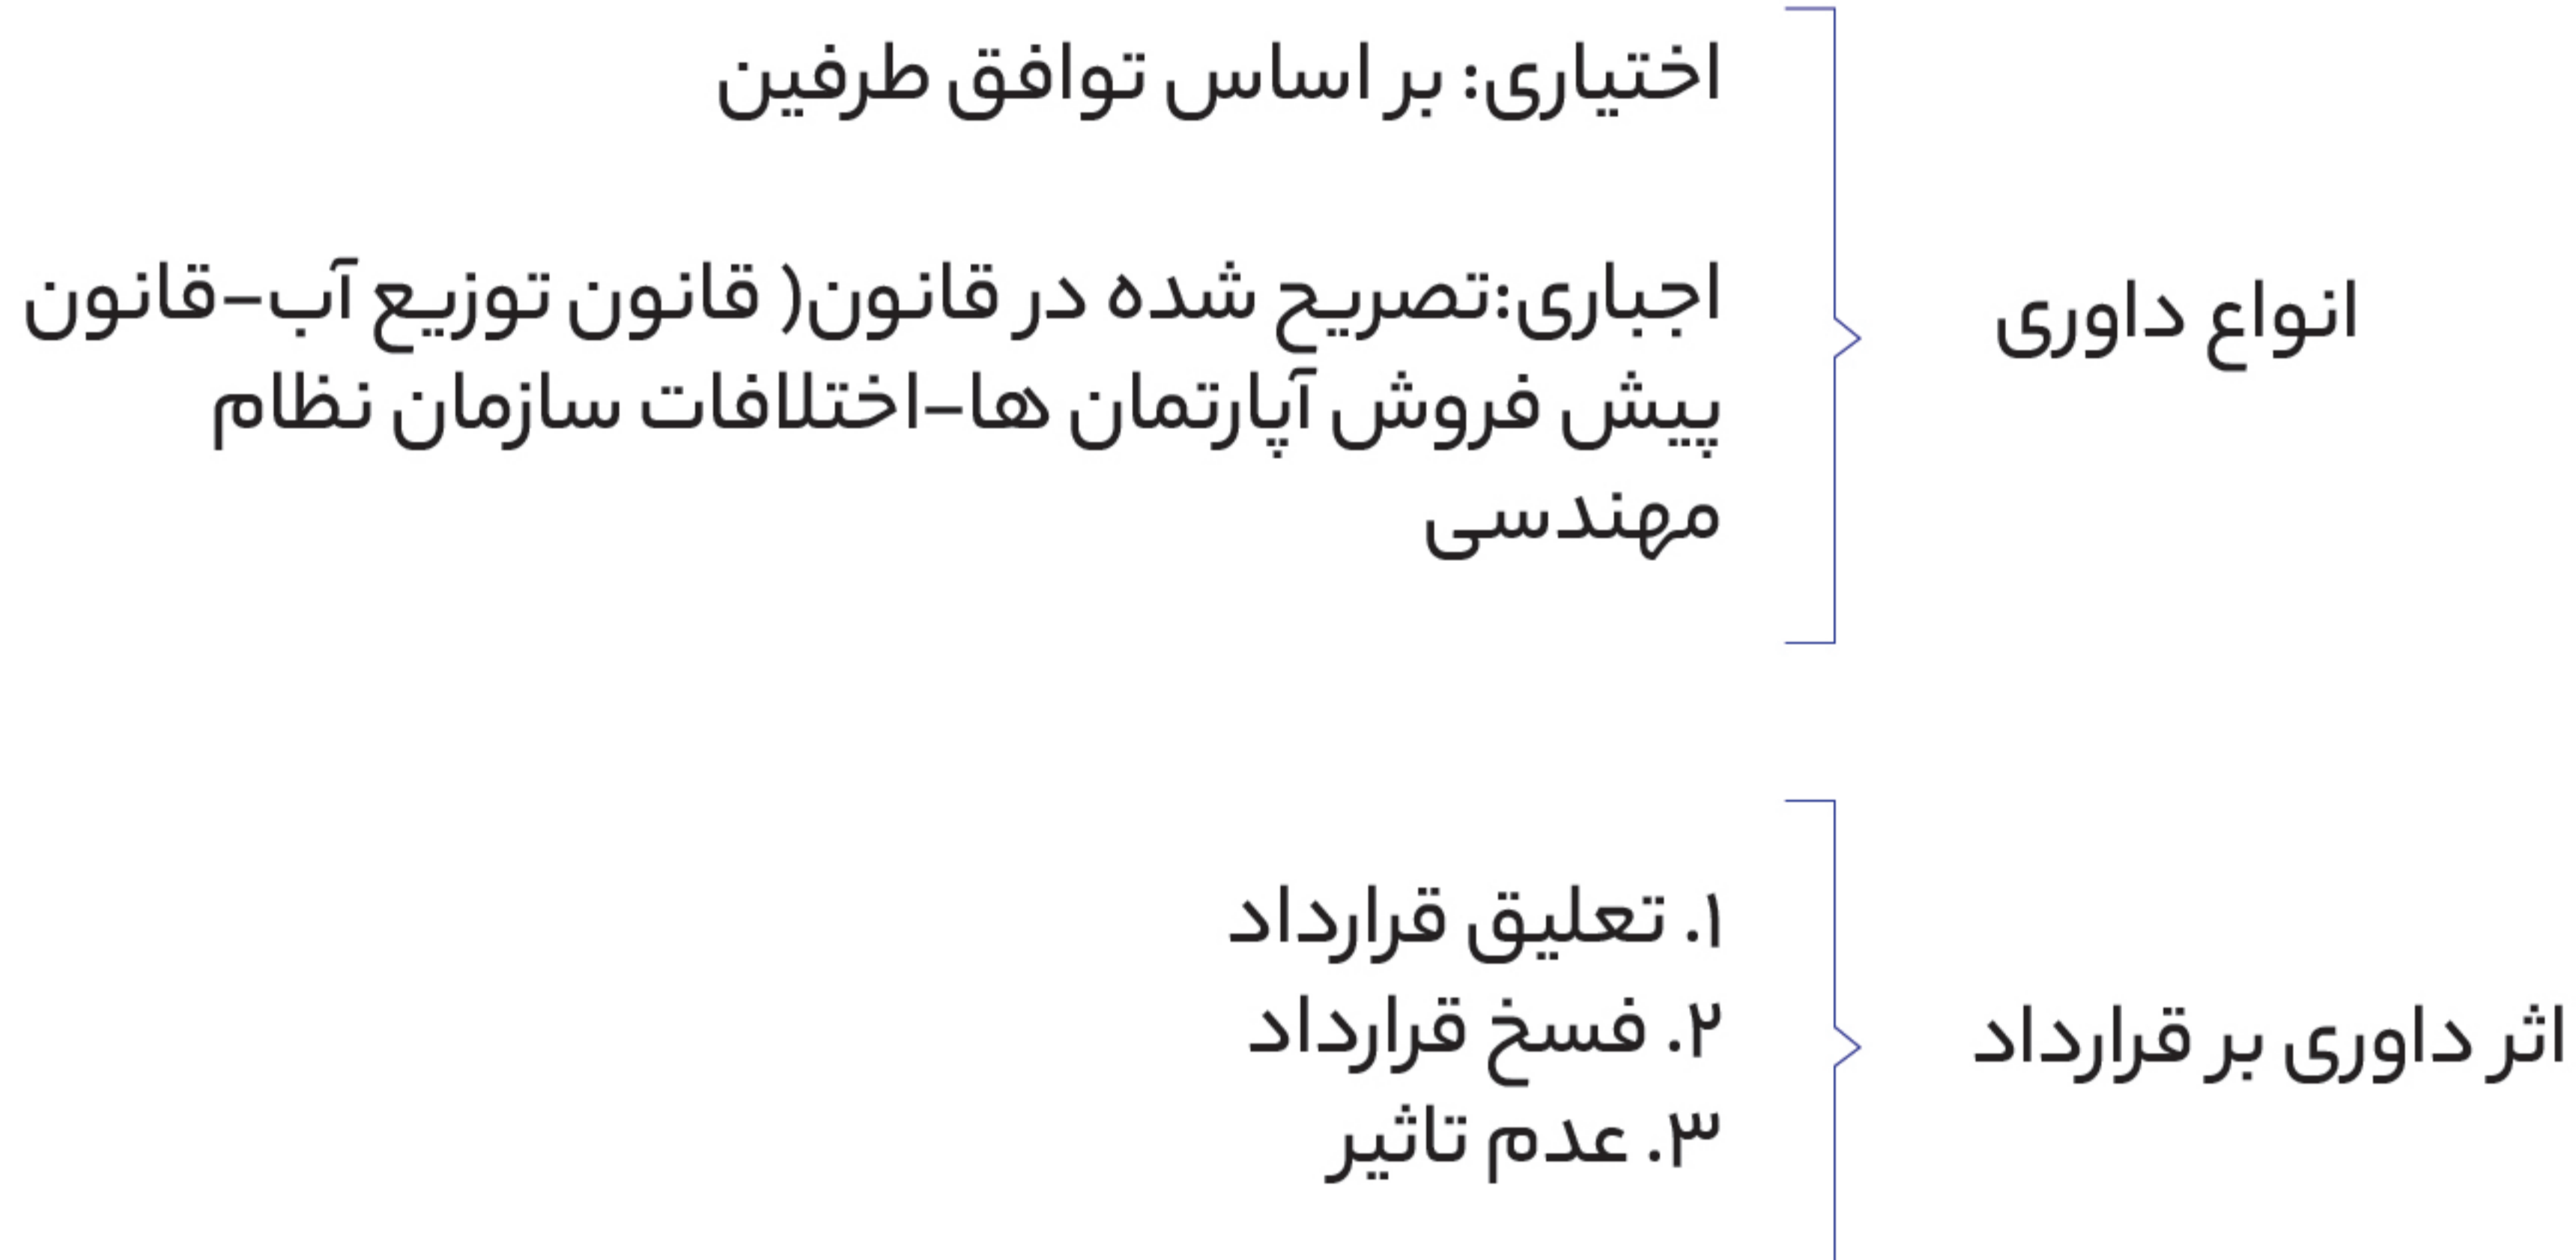 انواع داوری
اختیاری: بر اساس توافق طرفین
اجباری:تصریح شده در قانون( قانون توزیع آب-قانون
پیش فروش آپارتمان ها-اختلافات سازمان نظام
مهندسی
اثر داوری بر قرارداد
۱. تعلیق قرارداد
۲. فسخ قرارداد
۳. عدم تاثیر